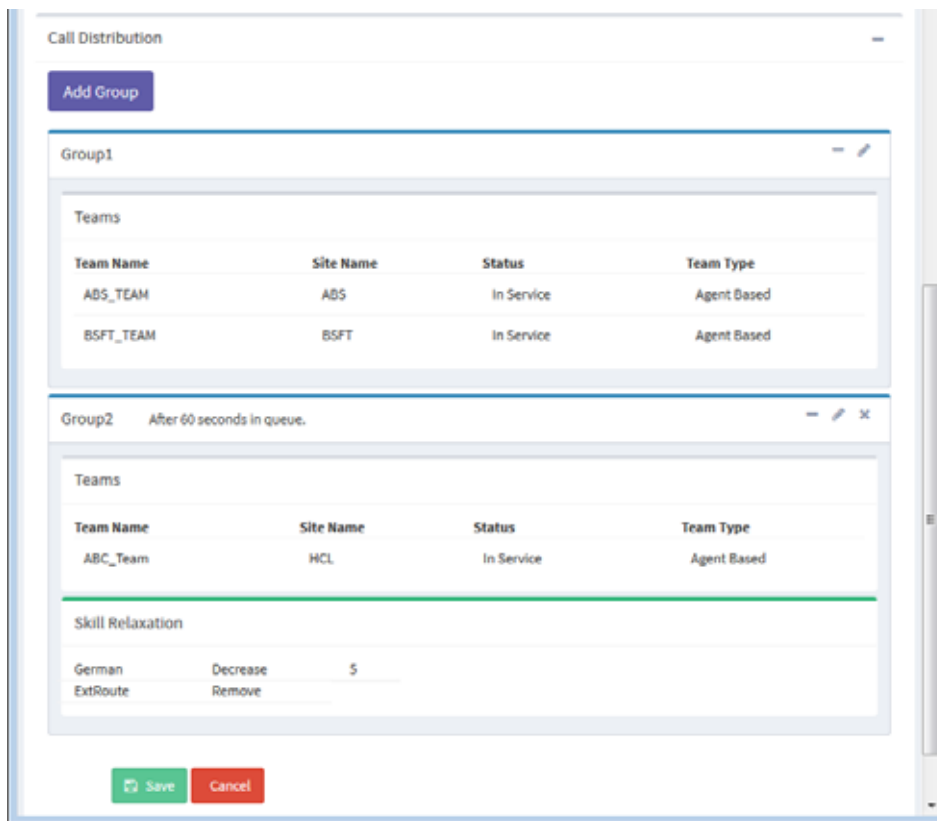 Call Distribution
Add Group
Group1
Teams
Team Name Site Name Status Team Type
ABS_TEAM ABS In Service Agent Based
BSFT_TEAM BSFT In Service Agent Based
Group2 After 60 seconds in queue.
Teams
Team Name Site Name Status Team Type
ABC_Team HCL In Service Agent Based
Skill Relaxation
German Decrease 5
ExtRoute Remove
Save Cancel